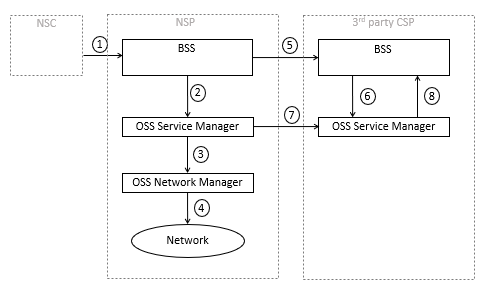 NSC
NSP
3rd party CSP
1
BSS
5
BSS
2
6
8
OSS Service Manager
7
OSS Service Manager
3
OSS Network Manager
4
Network